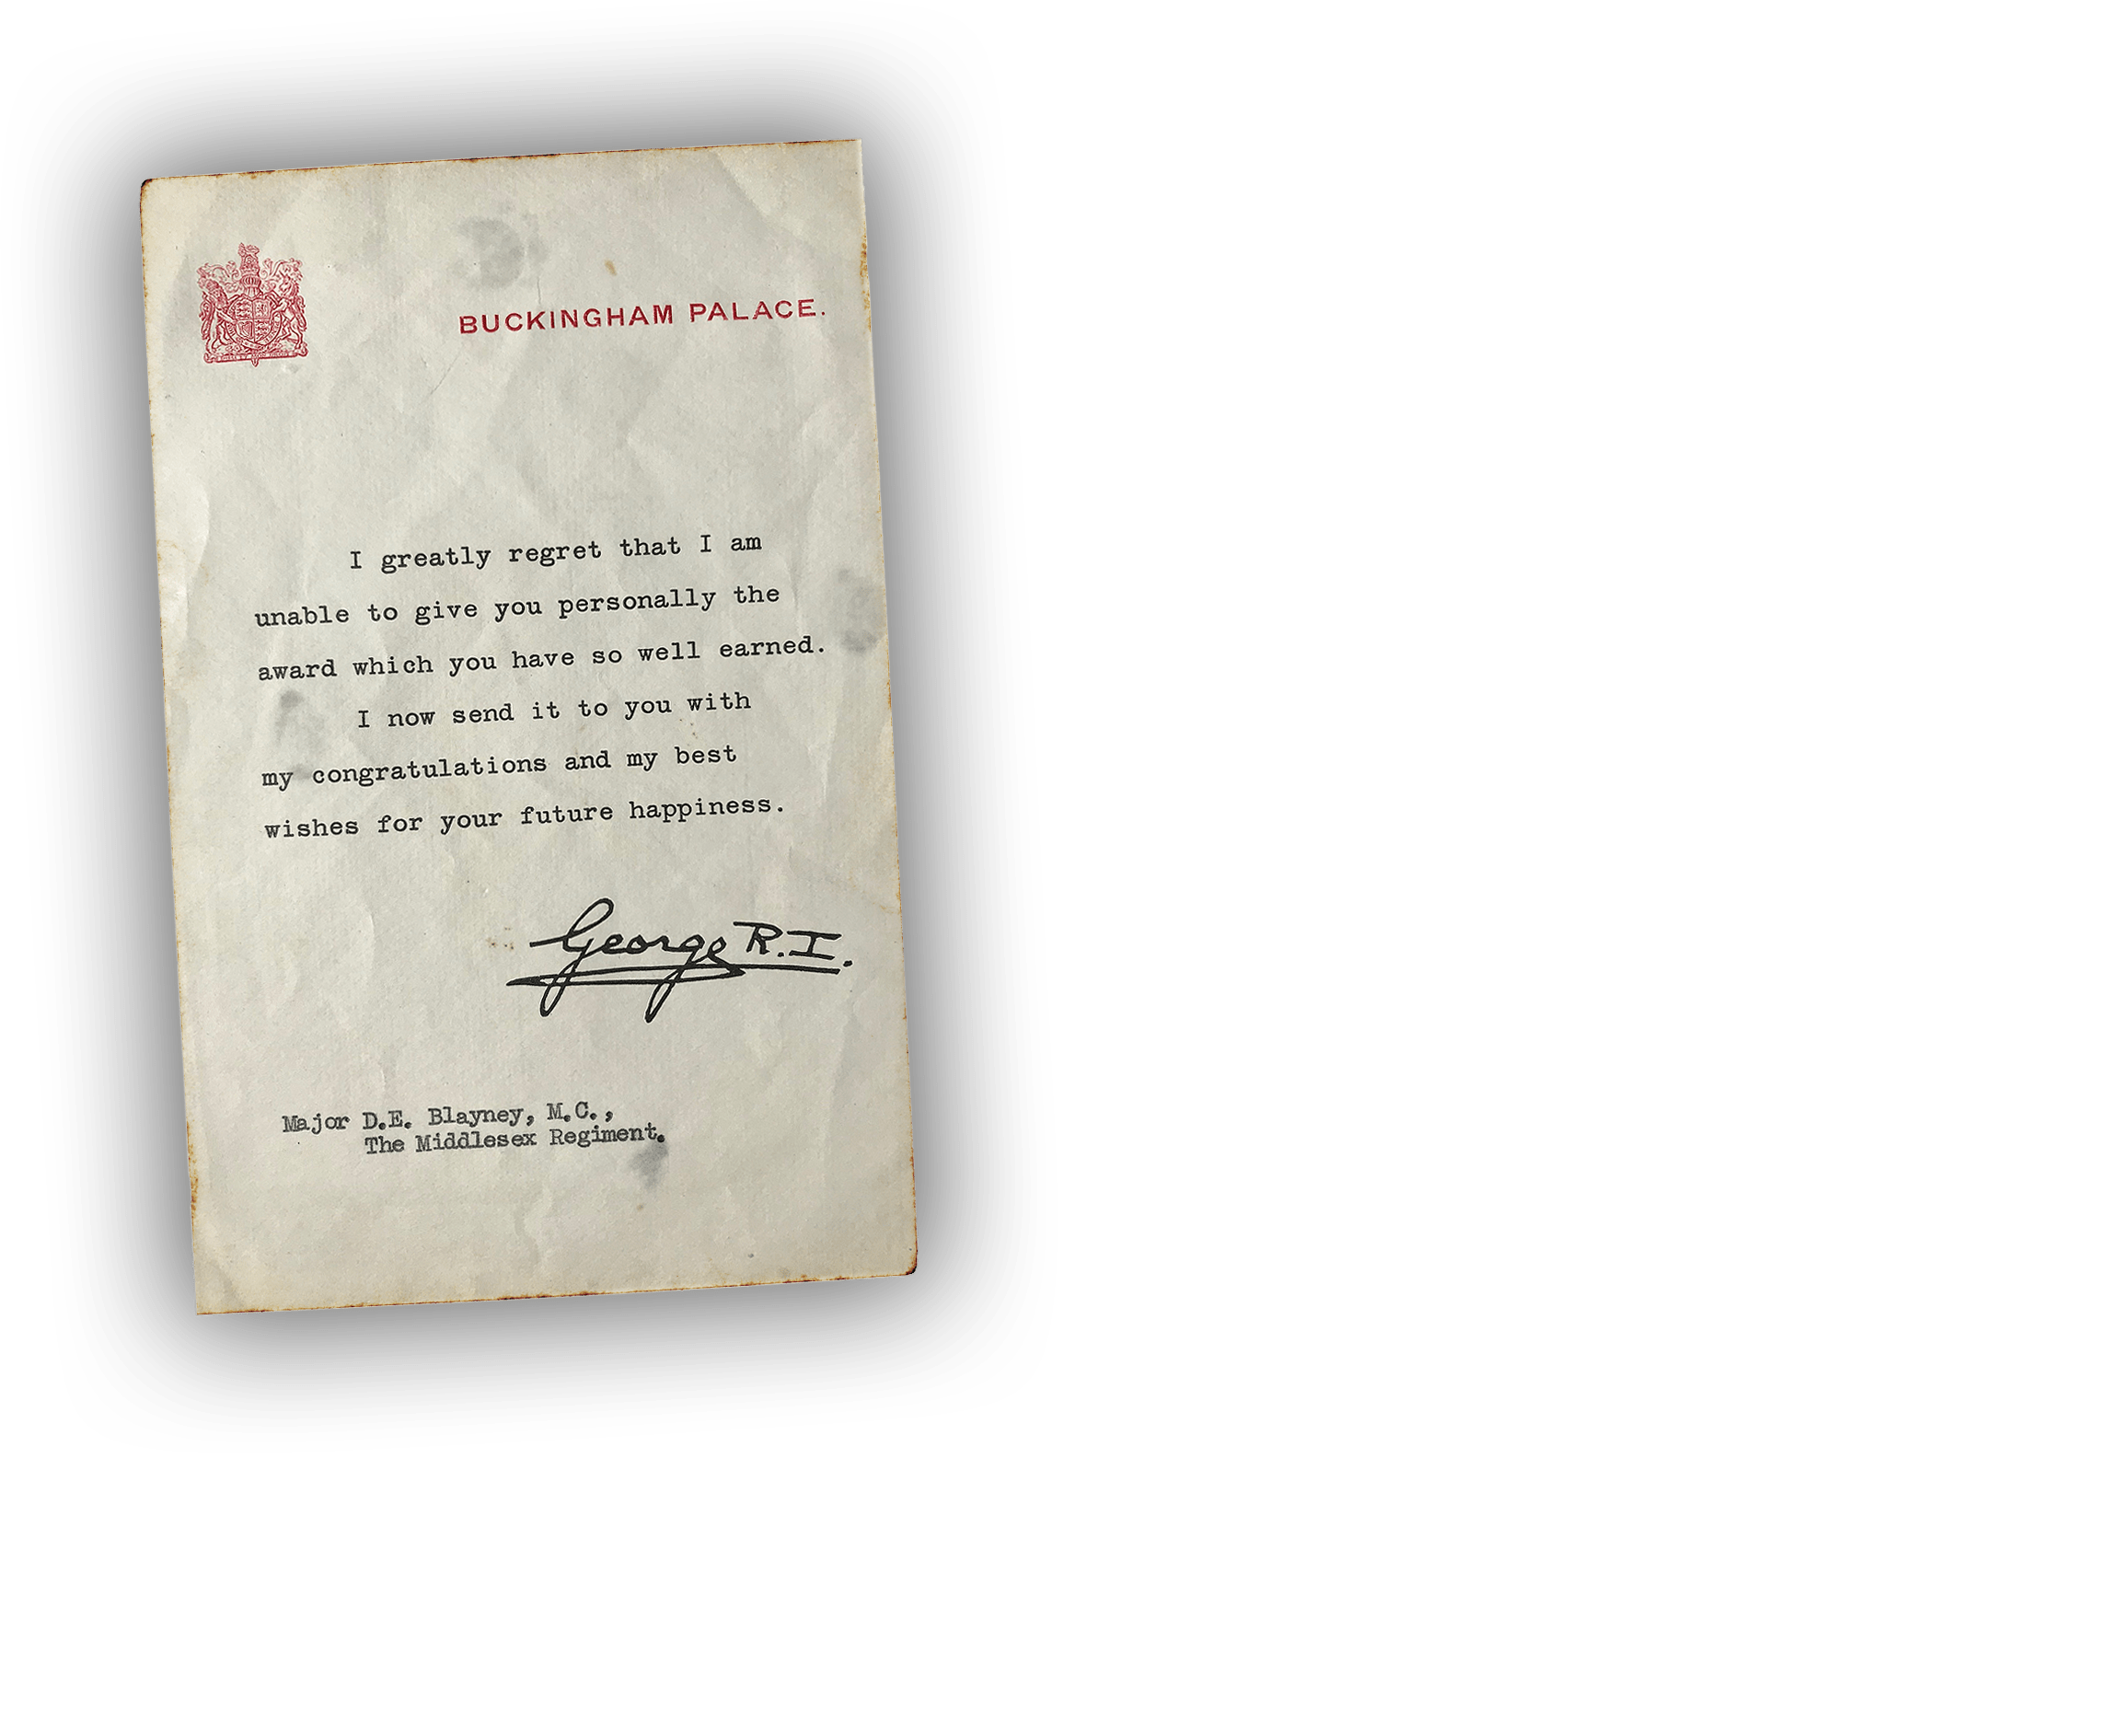 BUCKINGHAM PALACE.
I greatly regret that I am
unable to give you personally the
award which you have so well earned.
I now send it to you with
my congratulations and my best
wishes for your future happiness.
George R.I.
Major D.E. Blayney, M.C.,
The Middlesex Regiment.